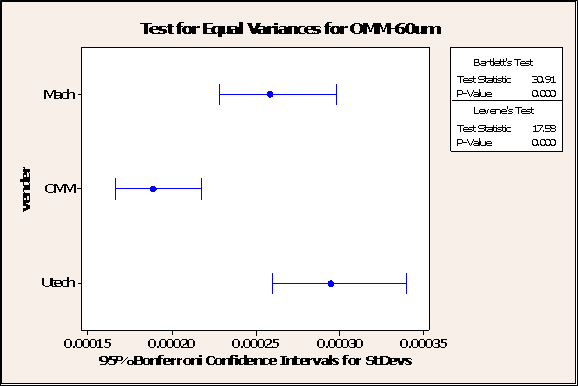 Test for Equal Variances for OMM-60um
Bartlett's Test
Test Statistic 30.91
P-Value 0.000
Levene's Test
Test Statistic 17.58
P-Value 0.000
vender
Mach
OMM
Utech
0.00015 0.00020 0.00025 0.00030 0.00035
95% Bonferroni Confidence Intervals for StDevs